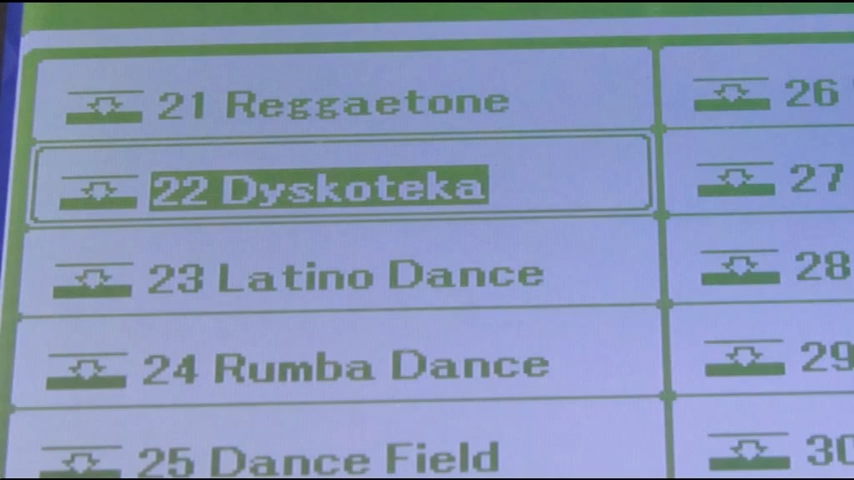 21 Reggaetone
22 Dyskoteka
23 Latino Dance
24 Rumba Dance
25 Dance Field
26
27
28
29
30